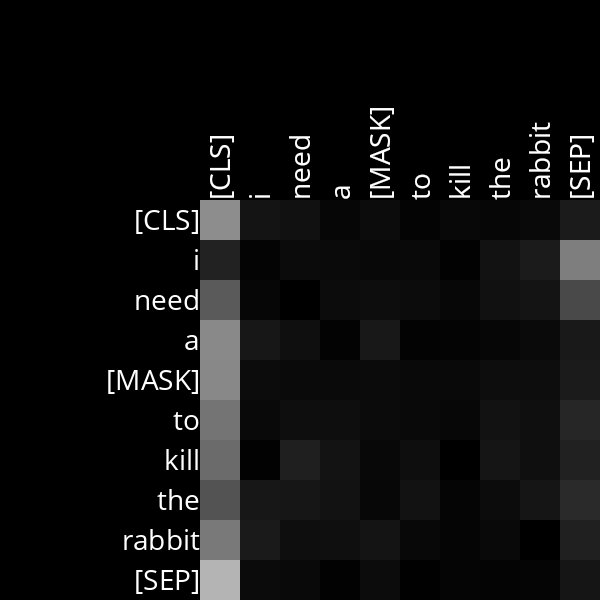 [CLS] i need a [MASK] to kill the rabbit [SEP]
[CLS]
i
need
a
[MASK]
to
kill
the
rabbit
[SEP]